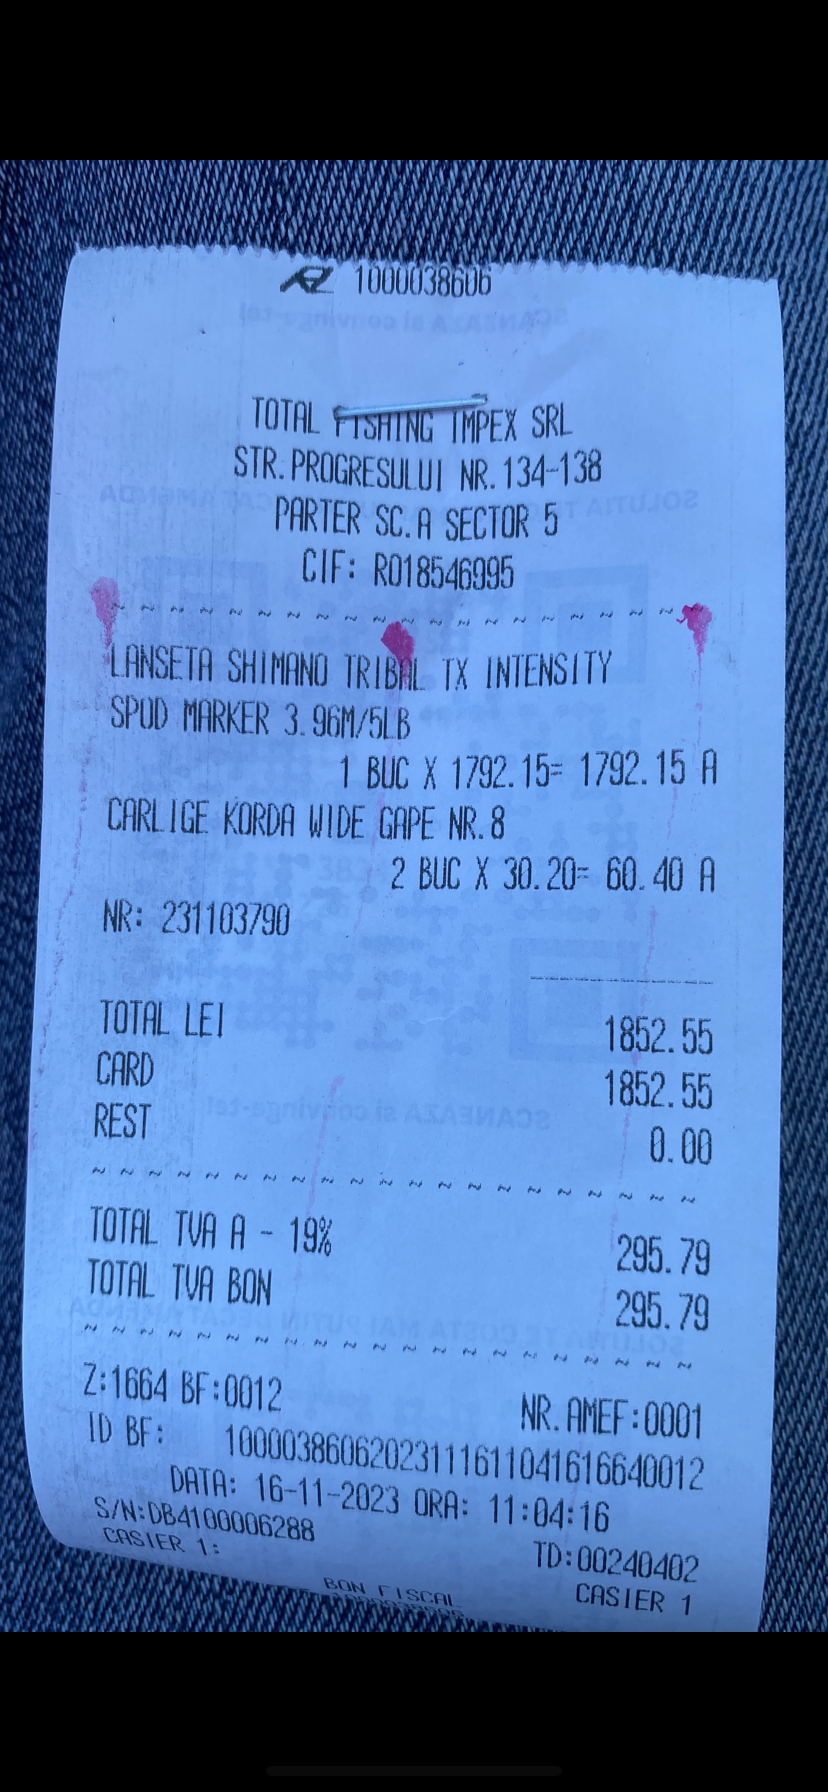 1000038606
TOTAL FISHING IMPEX SRL
STR.PROGRESULUI NR.134-138
PARTER SC.A SECTOR 5
CIF: RO18546995
LANSETA SHIMANO TRIBAL TX INTENSITY
SPUD MARKER 3.96M/5LB
1 BUC X 1792.15= 1792.15 A
CARLIGE KORDA WIDE GAPE NR.8
2 BUC X 30.20= 60.40 A
NR: 231103790
TOTAL LEI 1852.55
CARD 1852.55
REST 0.00
TOTAL TVA A - 19% 295.79
TOTAL TVA BON 295.79
Z:1664 BF:0012 NR.AMEF:0001
ID BF: 10000386062023111611041616640012
DATA: 16-11-2023 ORA: 11:04:16
S/N:DB4100006288 TD:00240402
CASIER 1: CASIER 1
BON FISCAL